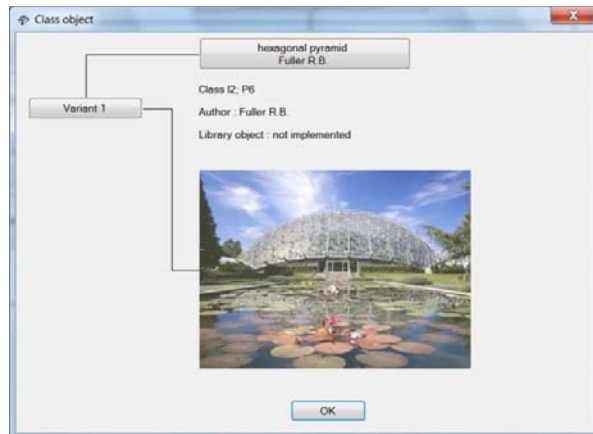 Class object
hexagonal pyramid
Fuller R.B.
Variant 1
Class I2; P6
Author : Fuller R.B.
Library object : not implemented
OK